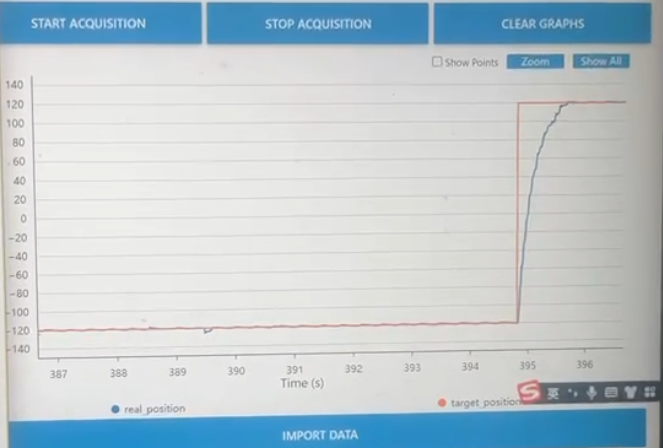 START ACQUISITION
STOP ACQUISITION
CLEAR GRAPHS
Show Points
Zoom
Show All
140
120
100
80
60
40
20
0
-20
-40
-60
-80
-100
-120
-140
387
388
389
390
391
392
393
394
395
396
Time (s)
real_position
target_position
英
IMPORT DATA